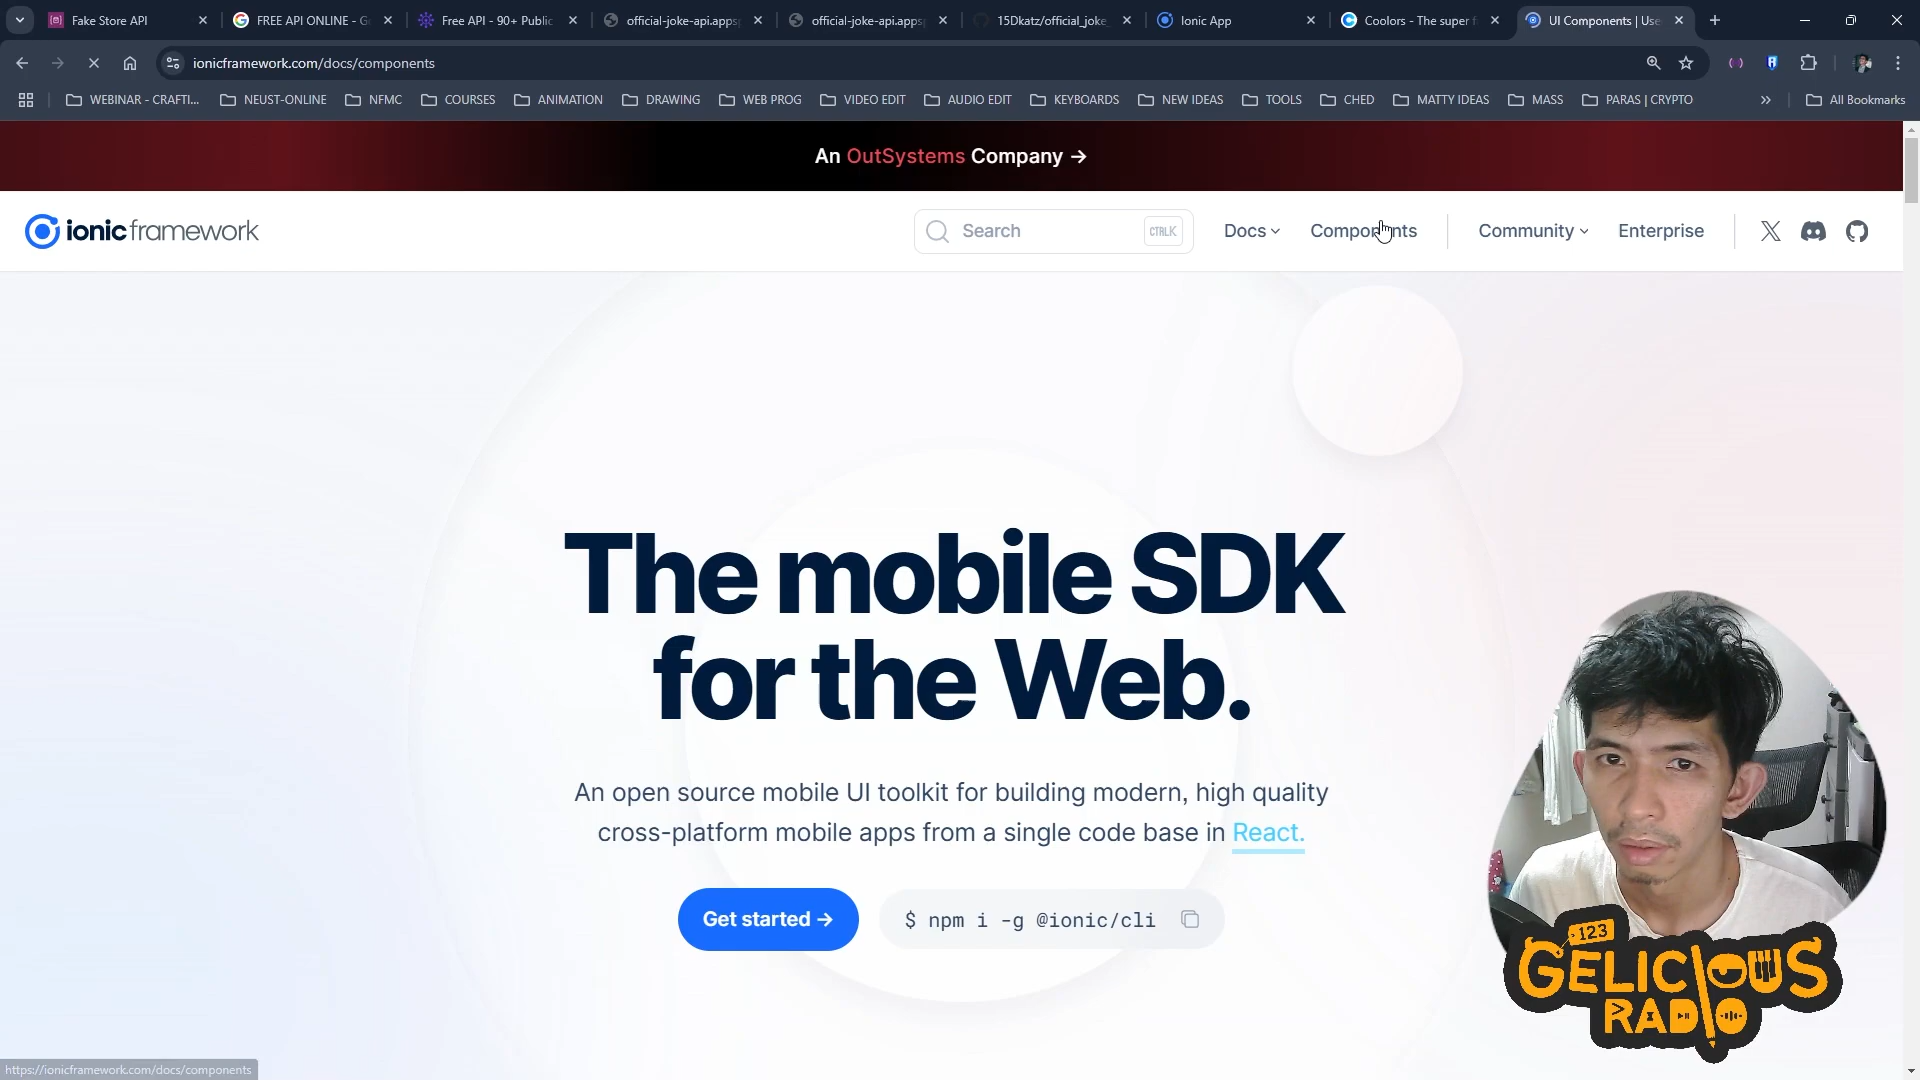 Fake Store API
FREE API ONLINE - G
Free API - 90+ Public
official-joke-api.apps
official-joke-api.apps
15Dkatz/official_joke_
Ionic App
Coolors - The super f
UI Components | Use
ionicframework.com/docs/components
WEBINAR - CRAFTI...
NEUST-ONLINE
NFMC
COURSES
ANIMATION
DRAWING
WEB PROG
VIDEO EDIT
AUDIO EDIT
KEYBOARDS
NEW IDEAS
TOOLS
CHED
MATTY IDEAS
MASS
PARAS | CRYPTO
»
All Bookmarks
An OutSystems Company →
ionicframework
Search
CTRLK
Docs
Components
Community
Enterprise
The mobile SDK
for the Web.
An open source mobile UI toolkit for building modern, high quality
cross-platform mobile apps from a single code base in React.
Get started →
$ npm i -g @ionic/cli
123
GELICIOUS
RADIO
https://ionicframework.com/docs/components